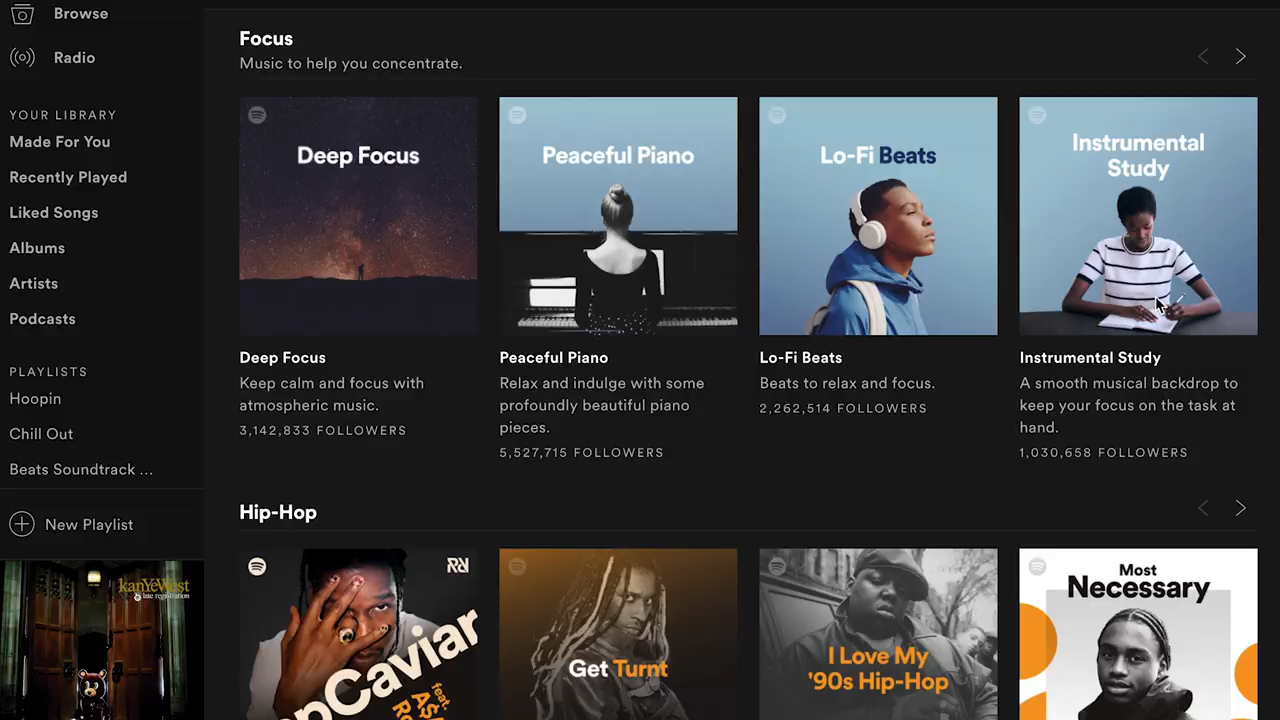 Browse
Radio
YOUR LIBRARY
Made For You
Recently Played
Liked Songs
Albums
Artists
Podcasts
PLAYLISTS
Hoopin
Chill Out
Beats Soundtrack ...
New Playlist
kanYeWest
late registration
Focus
Music to help you concentrate.
Deep Focus
Peaceful Piano
Lo-Fi Beats
Instrumental
Study
Deep Focus
Keep calm and focus with
atmospheric music.
3,142,833 FOLLOWERS
Peaceful Piano
Relax and indulge with some
profoundly beautiful piano
pieces.
5,527,715 FOLLOWERS
Lo-Fi Beats
Beats to relax and focus.
2,262,514 FOLLOWERS
Instrumental Study
A smooth musical backdrop to
keep your focus on the task at
hand.
1,030,658 FOLLOWERS
Hip-Hop
pCaviar
feat.
Get Turnt
I Love My
'90s Hip-Hop
Most
Necessary